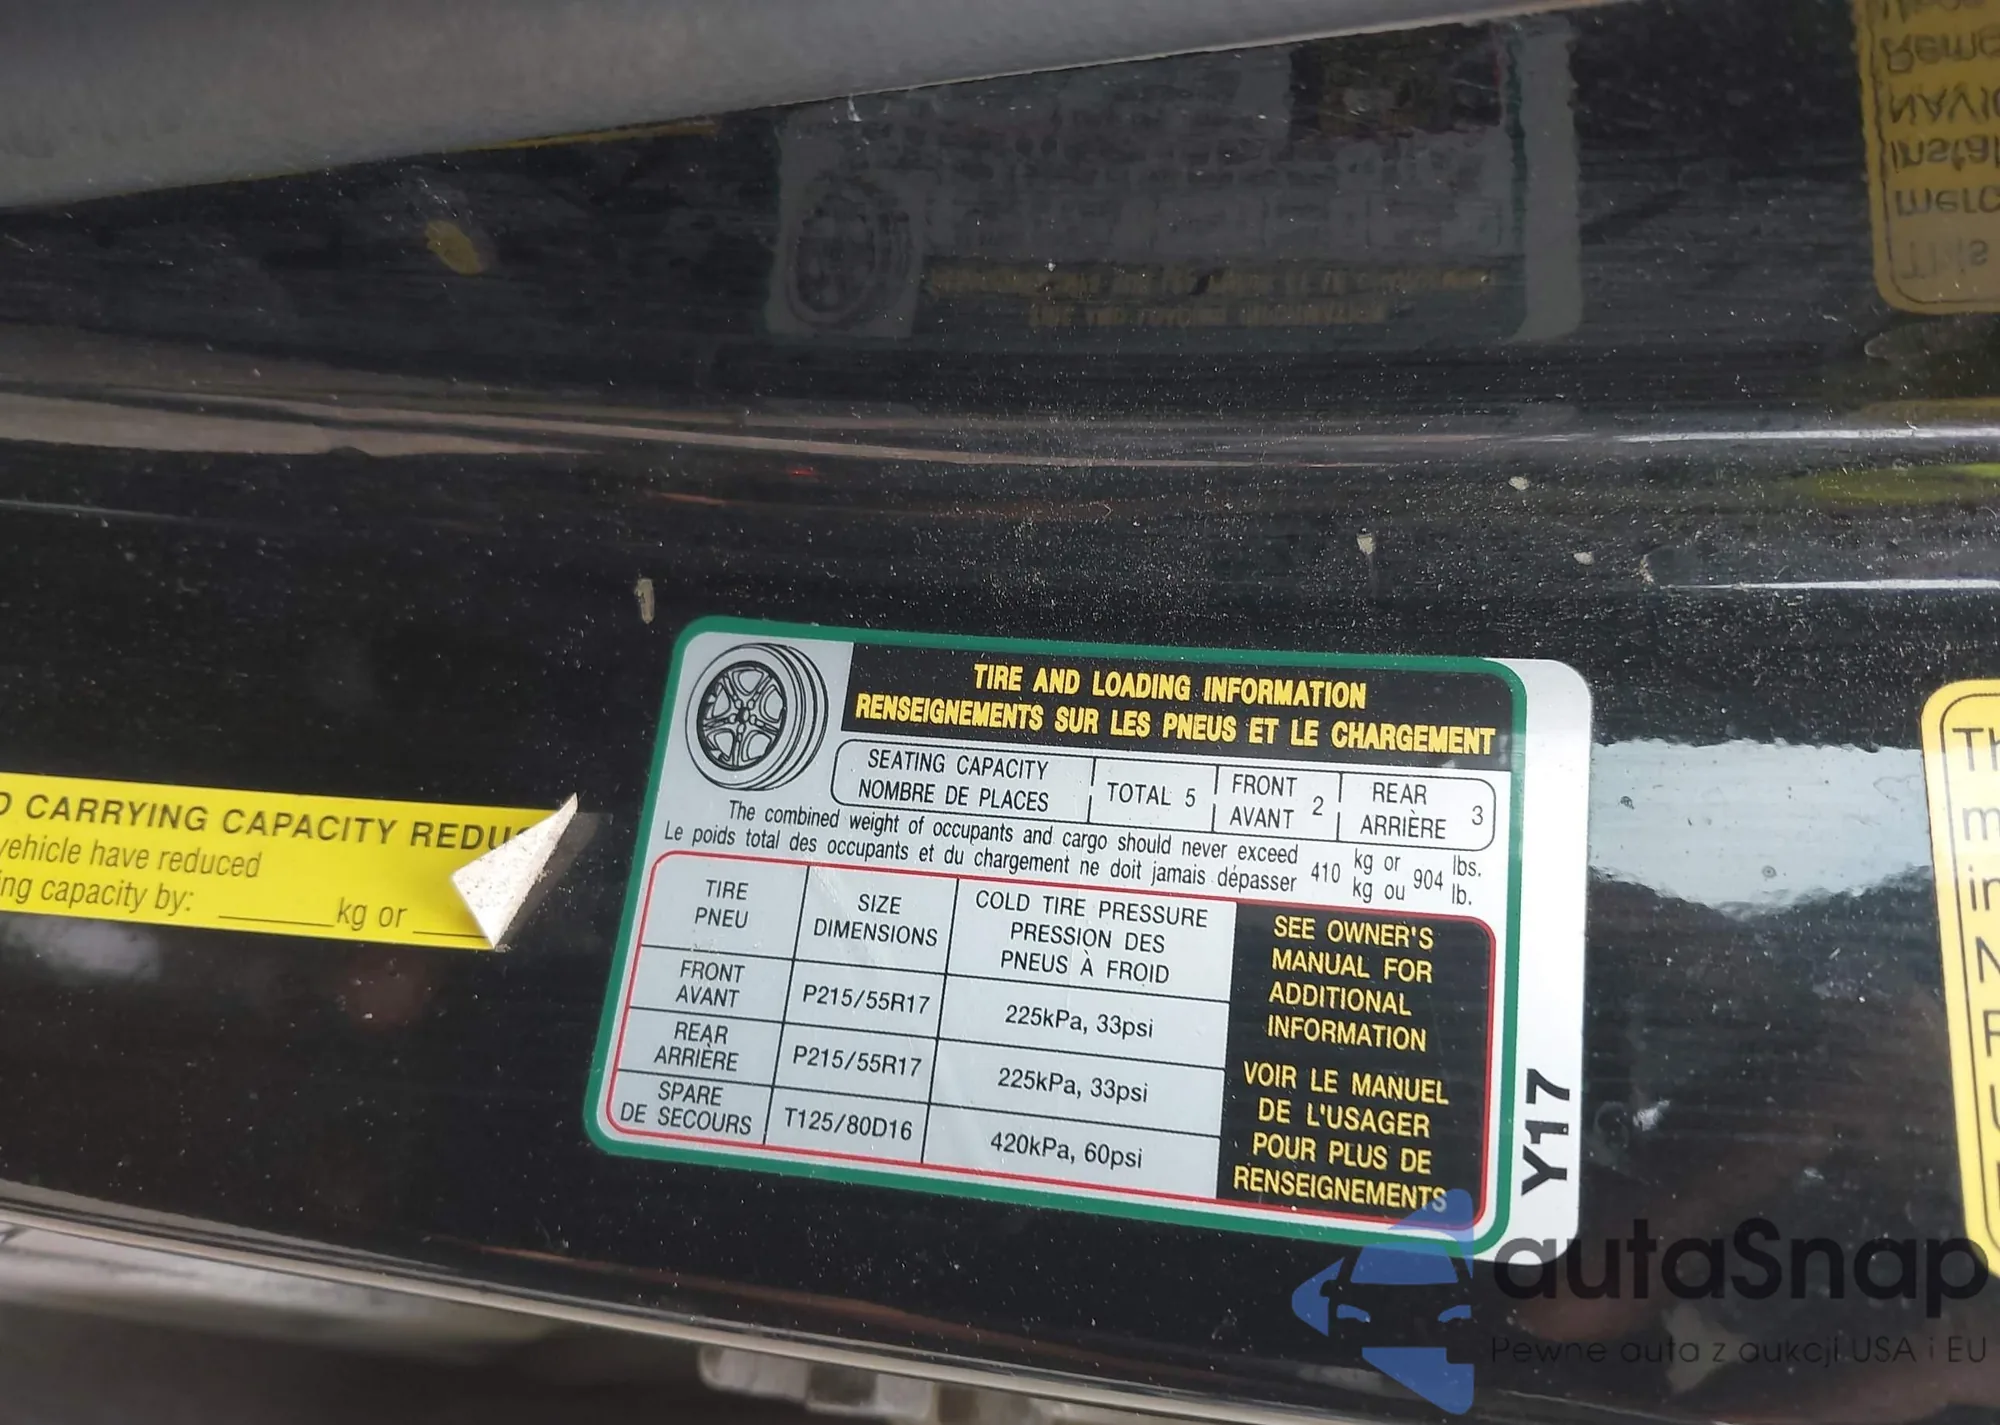 TIRE AND LOADING INFORMATION
RENSEIGNEMENTS SUR LES PNEUS ET LE CHARGEMENT
SEATING CAPACITY
NOMBRE DE PLACES
TOTAL 5
FRONT
AVANT 2
REAR
ARRIÈRE 3
The combined weight of occupants and cargo should never exceed 410 kg or 904 lbs.
Le poids total des occupants et du chargement ne doit jamais dépasser kg ou lb.
TIRE
PNEU
SIZE
DIMENSIONS
COLD TIRE PRESSURE
PRESSION DES
PNEUS À FROID
FRONT
AVANT
P215/55R17
225kPa, 33psi
REAR
ARRIÈRE
P215/55R17
225kPa, 33psi
SPARE
DE SECOURS
T125/80D16
420kPa, 60psi
SEE OWNER'S
MANUAL FOR
ADDITIONAL
INFORMATION
VOIR LE MANUEL
DE L'USAGER
POUR PLUS DE
RENSEIGNEMENTS
Y17
CARRYING CAPACITY
vehicle have reduced
capacity by: ______ kg or
autaSnap
Pewne auta z aukcji USA i EU